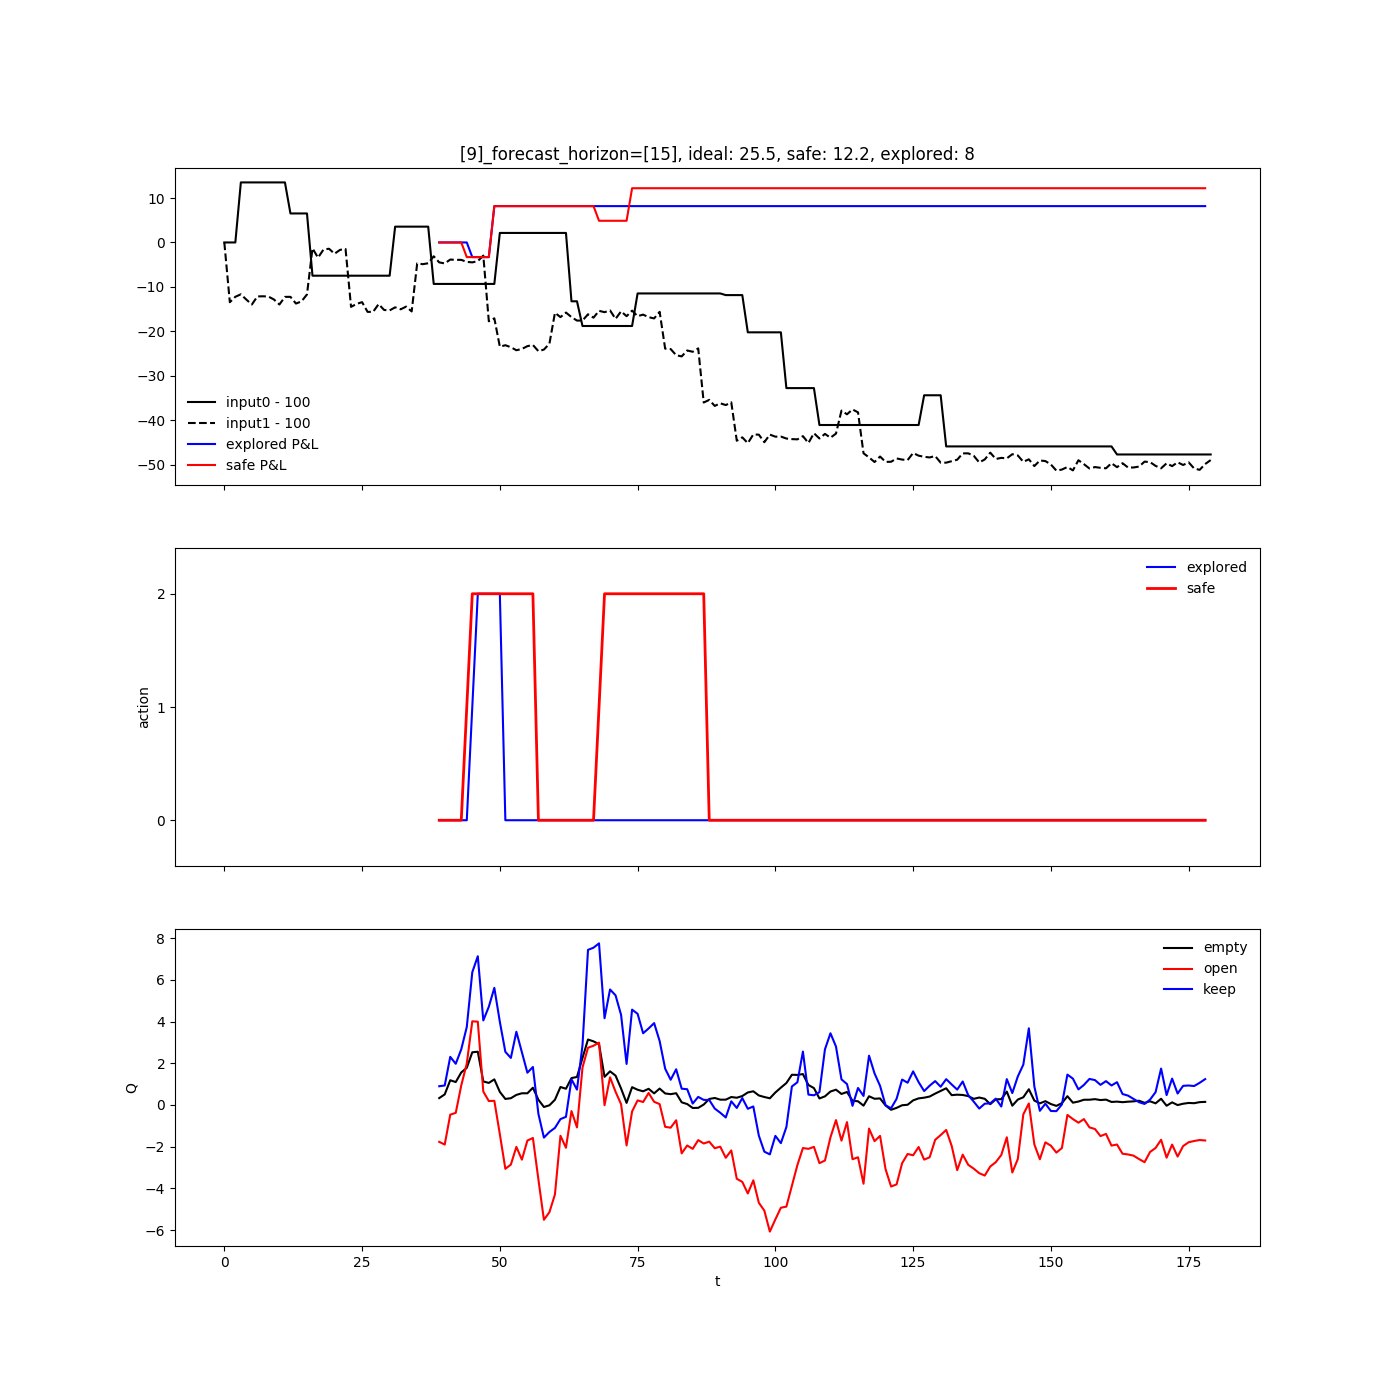 [9]_forecast_horizon=[15], ideal: 25.5, safe: 12.2, explored: 8
10
0
−10
−20
−30
−40
−50
input0 - 100
input1 - 100
explored P&L
safe P&L
action
2
1
0
explored
safe
Q
8
6
4
2
0
−2
−4
−6
empty
open
keep
0 25 50 75 100 125 150 175
t